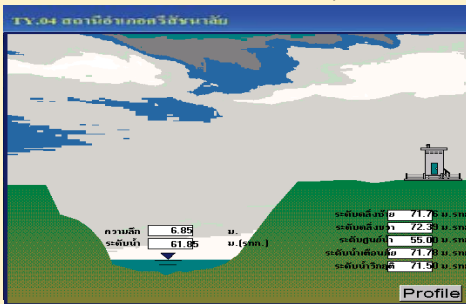 TY.04 สถานีอำเภอศรีสัชนาลัย
ระดับตลิ่งซ้าย 71.76 ม.รทก
ระดับตลิ่งขวา 72.39 ม.รทก
ความลึก 6.85 ม.
ระดับศูนย์น้ำ 55.00 ม.รทก
ระดับน้ำ 61.85 ม.(รทก.)
ระดับน้ำเตือนภัย 71.78 ม.รทก
ระดับน้ำวิกฤติ 71.50 ม.รทก
Profile